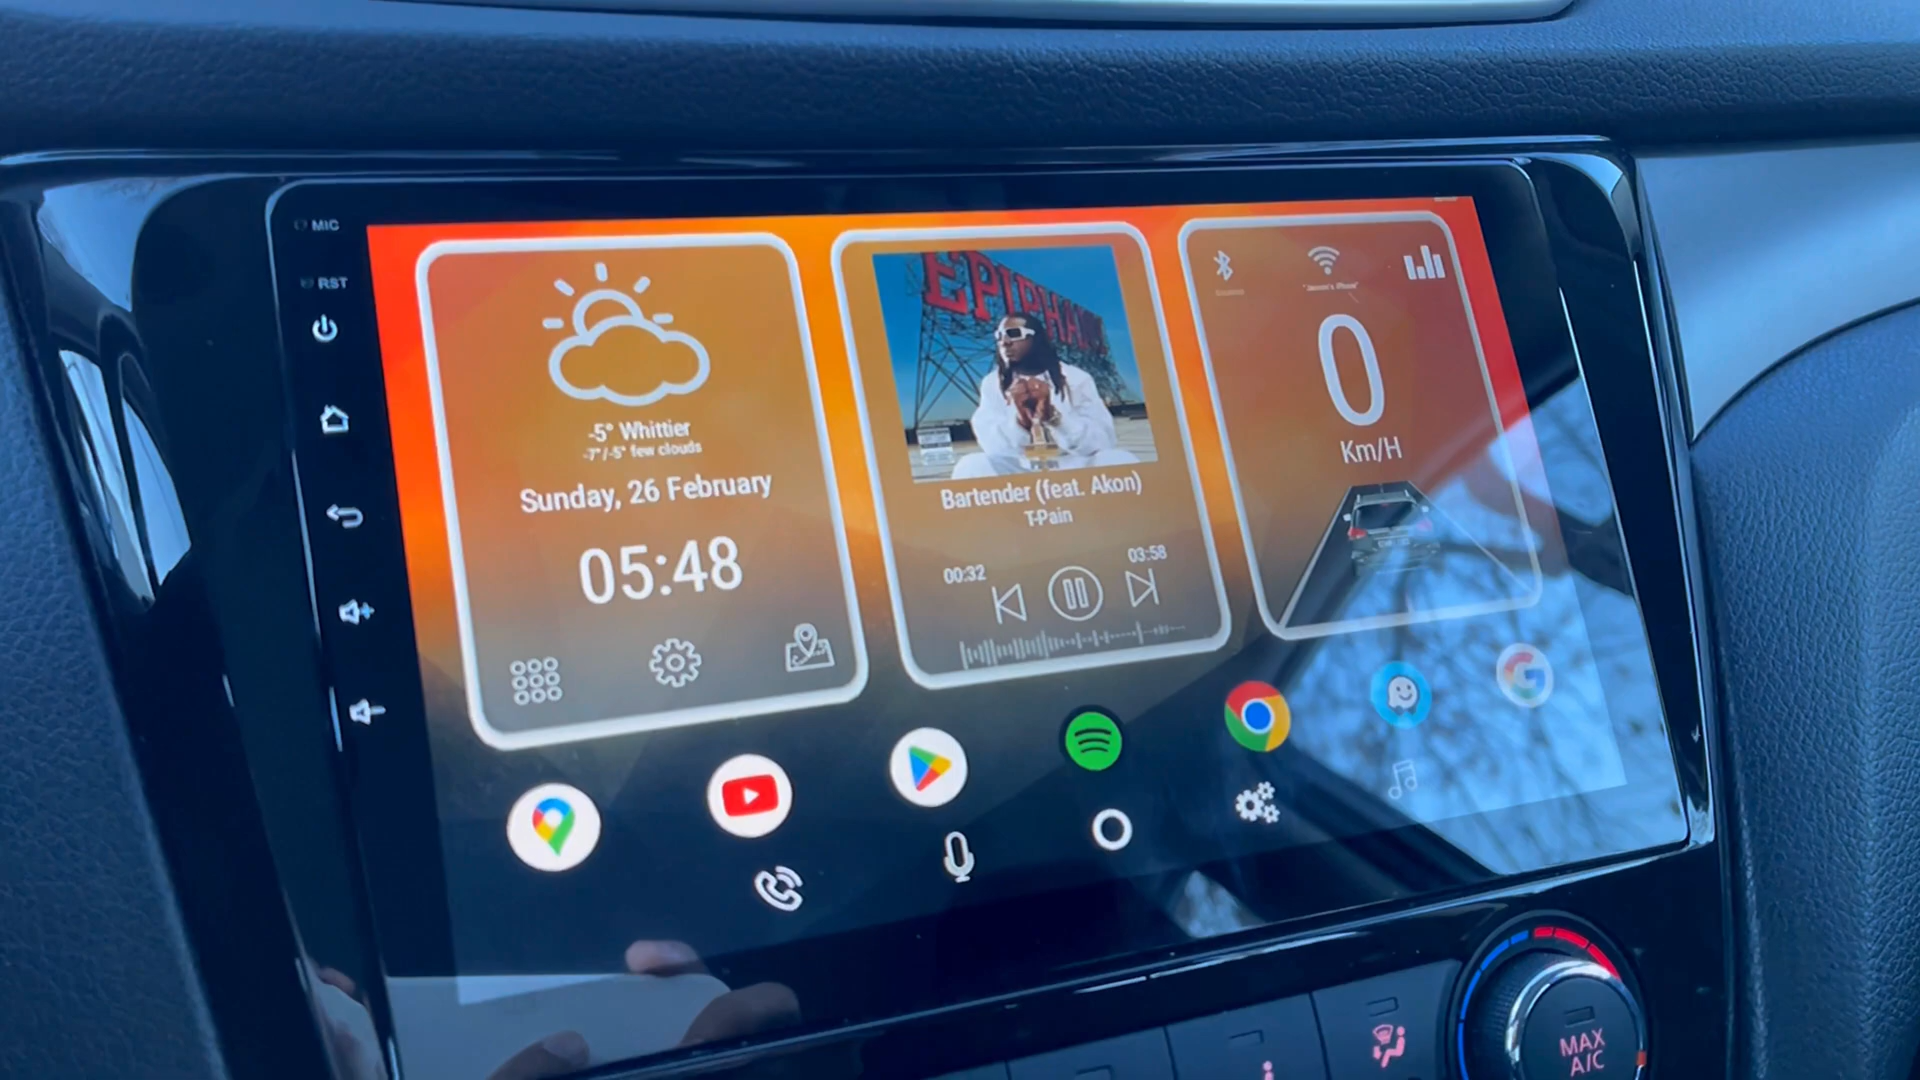 MIC
RST
-5° Whittier
-7°/-5° few clouds
Sunday, 26 February
05:48
EPIPHA
Bartender (feat. Akon)
T-Pain
00:32
03:58
0
Km/H
MAX
A/C